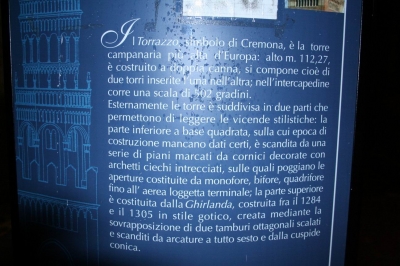 Il Torrazzo, simbolo di Cremona, è la torre
campanaria più alta d'Europa: alto m. 112,27,
è costruito a doppia canna, si compone cioè di
due torri inserite l'una nell'altra; nell'intercapedine
corre una scala di 502 gradini.
Esternamente le torre è suddivisa in due parti che
permettono di leggere le vicende stilistiche: la
parte inferiore a base quadrata, sulla cui epoca di
costruzione mancano dati certi, è scandita da una
serie di piani marcati da cornici decorate con
archetti ciechi intrecciati, sulle quali poggiano le
aperture costituite da monofore, bifore, quadrifore
fino all' aerea loggetta terminale; la parte superiore
è costituita dalla Ghirlanda, costruita fra il 1284
e il 1305 in stile gotico, creata mediante la
sovrapposizione di due tamburi ottagonali scalati
e scanditi da arcature a tutto sesto e dalla cuspide
conica.